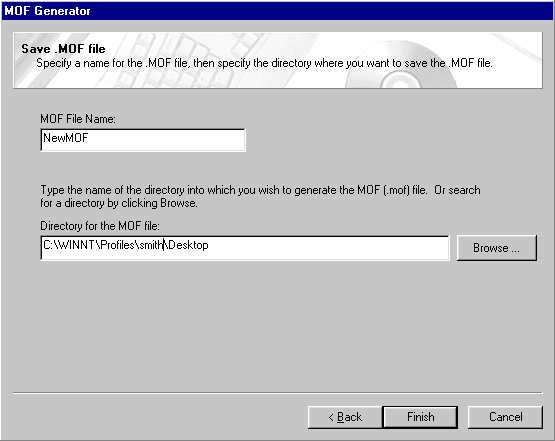 MOF Generator
Save .MOF file
Specify a name for the .MOF file, then specify the directory where you want to save the .MOF file.
MOF File Name:
NewMOF
Type the name of the directory into which you wish to generate the MOF (.mof) file.  Or search
for a directory by clicking Browse.
Directory for the MOF file:
C:\WINNT\Profiles\smith\Desktop
Browse ...
< Back
Finish
Cancel